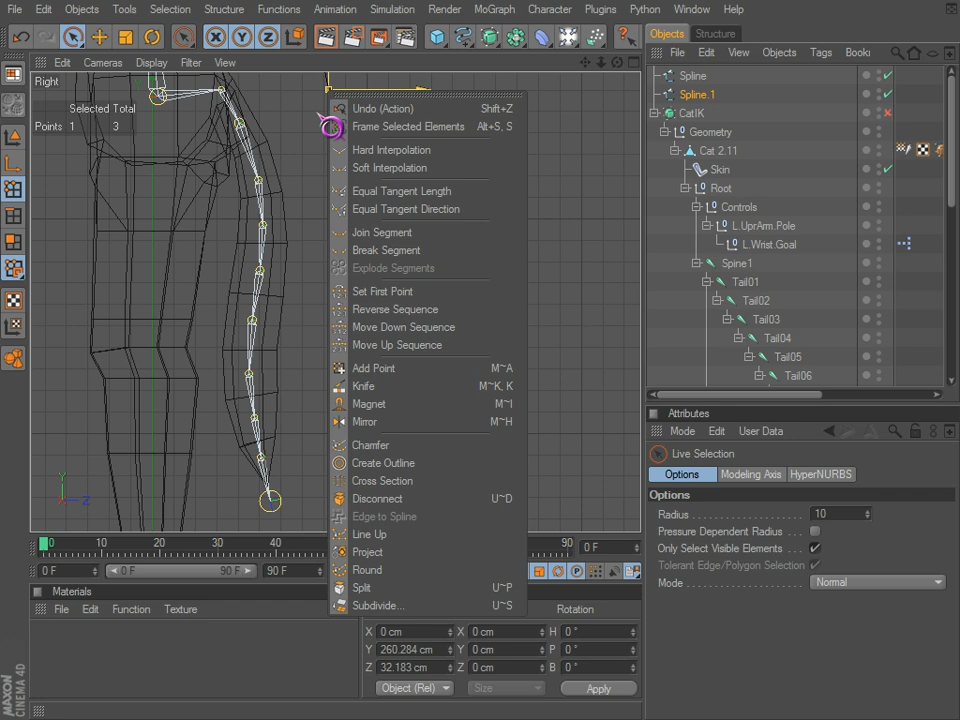 File Edit Objects Tools Selection Structure Functions Animation Simulation Render MoGraph Character Plugins Python Window Help
X Y Z
Edit Cameras Display Filter View
Right
Selected Total
Points 1 3
Y
Z
Undo (Action) Shift+Z
Frame Selected Elements Alt+S, S
Hard Interpolation
Soft Interpolation
Equal Tangent Length
Equal Tangent Direction
Join Segment
Break Segment
Explode Segments
Set First Point
Reverse Sequence
Move Down Sequence
Move Up Sequence
Add Point M~A
Knife M~K, K
Magnet M~I
Mirror M~H
Chamfer
Create Outline
Cross Section
Disconnect U~D
Edge to Spline
Line Up
Project
Round
Split U~P
Subdivide... U~S
Objects Structure
File Edit View Objects Tags Booki
Spline
Spline.1
CatIK
Geometry
Cat 2.11
Skin
Root
Controls
L.UprArm.Pole
L.Wrist.Goal
Spine1
Tail01
Tail02
Tail03
Tail04
Tail05
Tail06
Attributes
Mode Edit User Data
Live Selection
Options Modeling Axis HyperNURBS
Options
Radius 10
Pressure Dependent Radius
Only Select Visible Elements
Tolerant Edge/Polygon Selection
Mode Normal
0 10 20 30 40 90 0 F
0 F 0 F 90 F 90 F
P
Materials
File Edit Function Texture
Rotation
X 0 cm X 0 cm H 0 °
Y 260.284 cm Y 0 cm P 0 °
Z 32.183 cm Z 0 cm B 0 °
Object (Rel) Size Apply
MAXON
CINEMA 4D